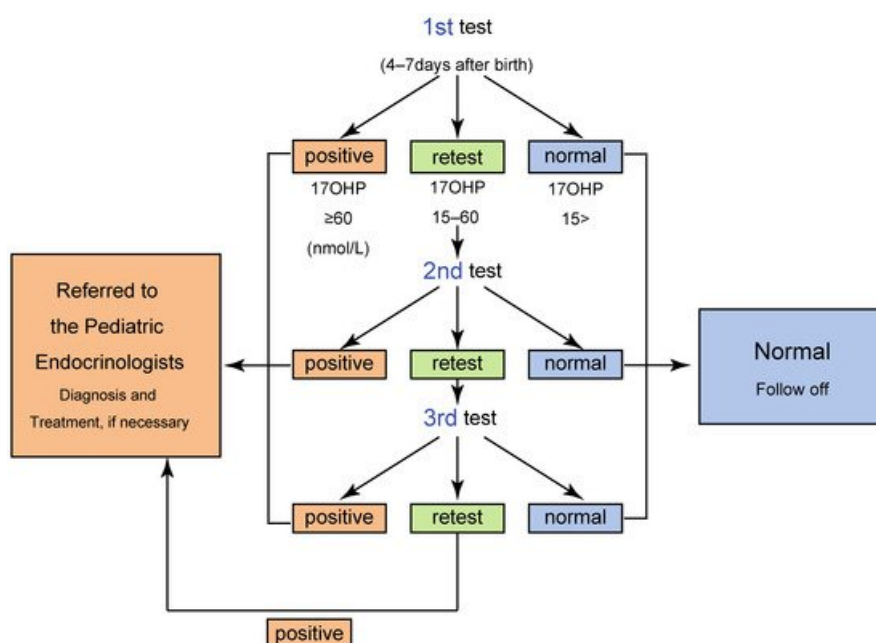 1st test
(4–7days after birth)
positive
retest
normal
17OHP
≥60
(nmol/L)
17OHP
15–60
17OHP
15>
2nd test
Referred to
the Pediatric
Endocrinologists
Diagnosis and
Treatment, if necessary
positive
retest
normal
Normal
Follow off
3rd test
positive
retest
normal
positive